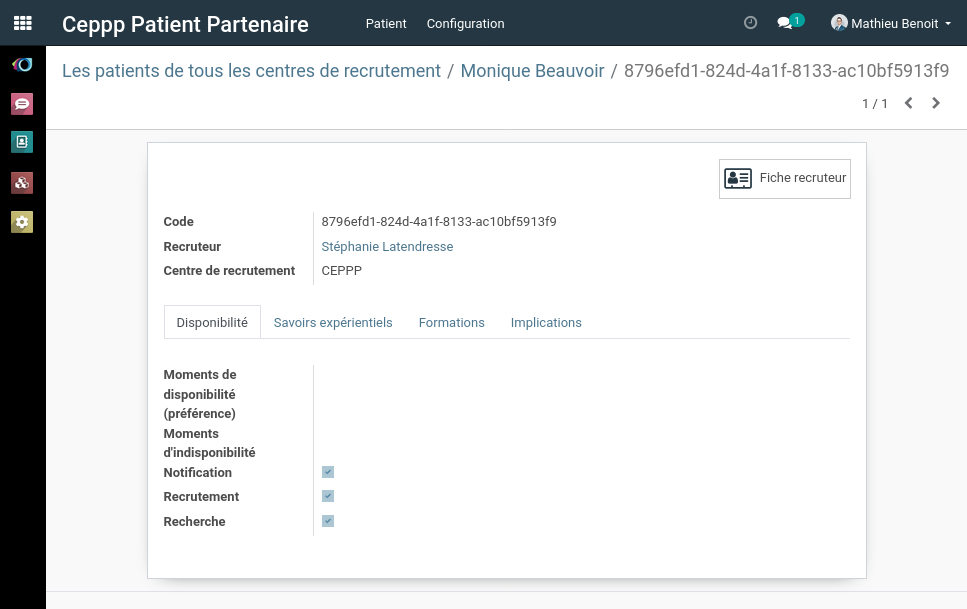 Ceppp Patient Partenaire Patient Configuration 1 Mathieu Benoit
Les patients de tous les centres de recrutement / Monique Beauvoir / 8796efd1-824d-4a1f-8133-ac10bf5913f9
1 / 1
Fiche recruteur
Code 8796efd1-824d-4a1f-8133-ac10bf5913f9
Recruteur Stéphanie Latendresse
Centre de recrutement CEPPP
Disponibilité Savoirs expérientiels Formations Implications
Moments de
disponibilité
(préférence)
Moments
d'indisponibilité
Notification
Recrutement
Recherche